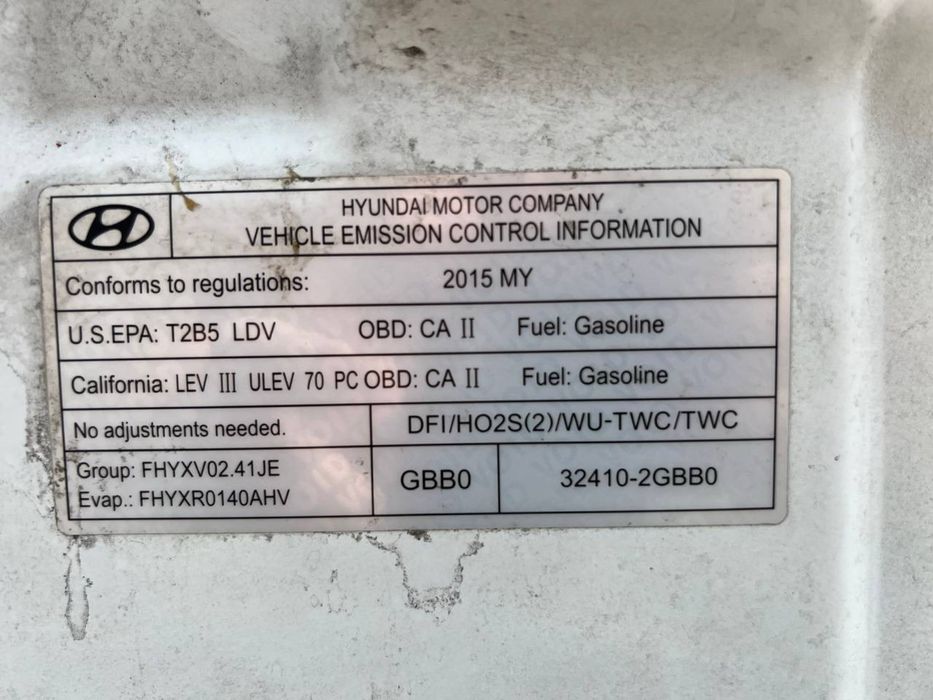 HYUNDAI MOTOR COMPANY
VEHICLE EMISSION CONTROL INFORMATION
Conforms to regulations: 2015 MY
U.S.EPA: T2B5 LDV OBD: CA II Fuel: Gasoline
California: LEV III ULEV 70 PC OBD: CA II Fuel: Gasoline
No adjustments needed. DFI/HO2S(2)/WU-TWC/TWC
Group: FHYXV02.41JE
Evap.: FHYXR0140AHV
GBB0
32410-2GBB0